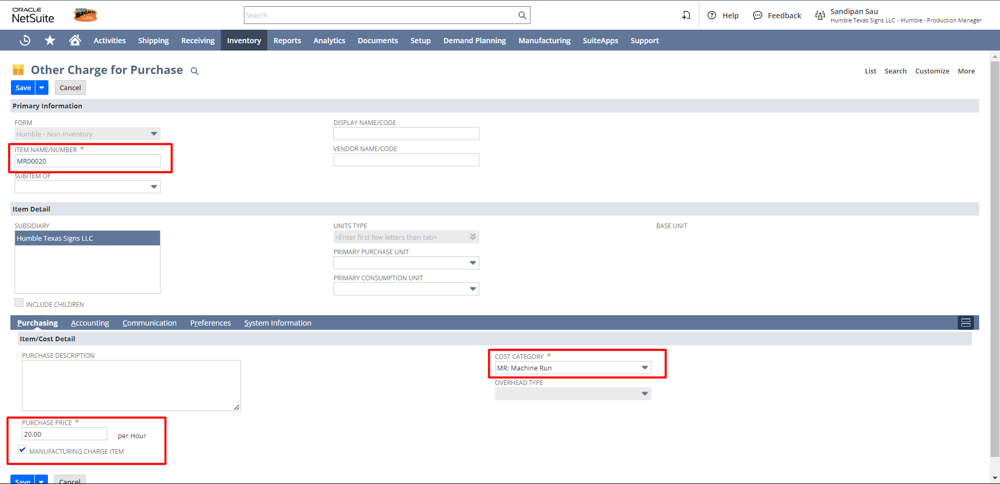 ORACLE
NetSuite
SIGNCO
Search
Help
Feedback
Sandipan Sau
Humble Texas Signs LLC - Humble - Production Manager
Activities Shipping Receiving Inventory Reports Analytics Documents Setup Demand Planning Manufacturing SuiteApps Support
Other Charge for Purchase
List Search Customize More
Save Cancel
Primary Information
FORM
Humble - Non-Inventory
ITEM NAME/NUMBER *
MR00020
SUBITEM OF
DISPLAY NAME/CODE
VENDOR NAME/CODE
Item Detail
SUBSIDIARY
Humble Texas Signs LLC
INCLUDE CHILDREN
UNITS TYPE
<Enter first few letters then tab>
PRIMARY PURCHASE UNIT
PRIMARY CONSUMPTION UNIT
BASE UNIT
Purchasing Accounting Communication Preferences System Information
Item/Cost Detail
PURCHASE DESCRIPTION
COST CATEGORY *
MR: Machine Run
OVERHEAD TYPE
PURCHASE PRICE *
20.00 per Hour
MANUFACTURING CHARGE ITEM
Save Cancel